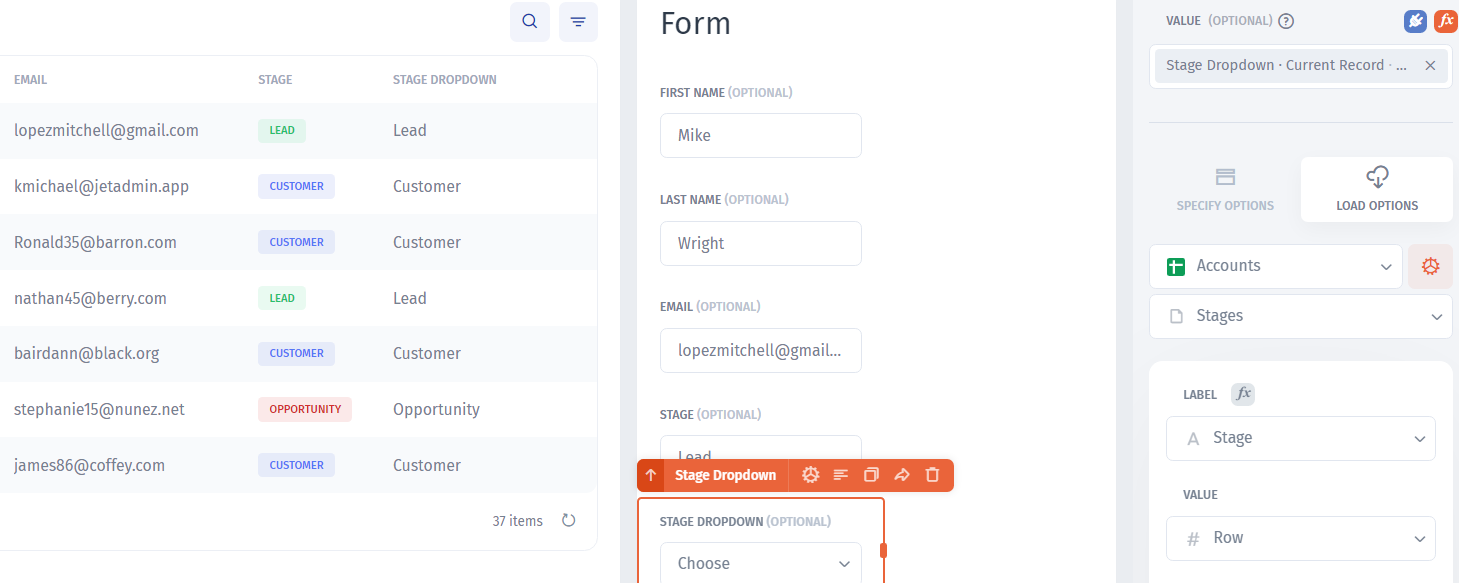 EMAIL STAGE STAGE DROPDOWN
lopezmitchell@gmail.com LEAD Lead
kmichael@jetadmin.app CUSTOMER Customer
Ronald35@barron.com CUSTOMER Customer
nathan45@berry.com LEAD Lead
bairdann@black.org CUSTOMER Customer
stephanie15@nunez.net OPPORTUNITY Opportunity
james86@coffey.com CUSTOMER Customer
37 items
Form
FIRST NAME (OPTIONAL)
Mike
LAST NAME (OPTIONAL)
Wright
EMAIL (OPTIONAL)
lopezmitchell@gmail...
STAGE (OPTIONAL)
Lead
Stage Dropdown
STAGE DROPDOWN (OPTIONAL)
Choose
VALUE (OPTIONAL) ? fx
Stage Dropdown · Current Record · ...
SPECIFY OPTIONS LOAD OPTIONS
Accounts
Stages
LABEL fx
A Stage
VALUE
# Row